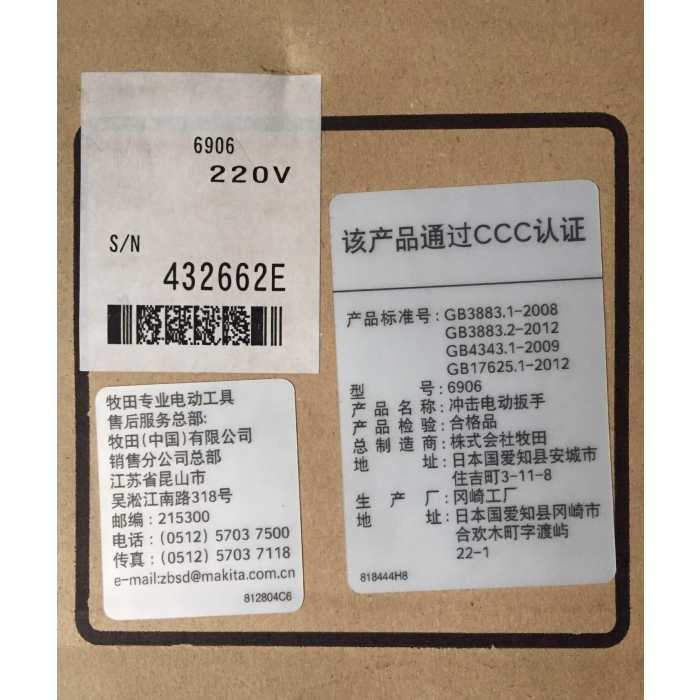 6906
220V
S/N
432662E
该产品通过CCC认证
产品标准号：GB3883.1-2008
GB3883.2-2012
GB4343.1-2009
GB17625.1-2012
型号：6906
产品名称：冲击电动扳手
产品检验：合格品
总制造商：株式会社牧田
地址：日本国爱知县安城市
住吉町3-11-8
生产厂：冈崎工厂
地址：日本国爱知县冈崎市
合欢木町字渡屿
22-1
818444H8
牧田专业电动工具
售后服务总部:
牧田(中国)有限公司
销售分公司总部
江苏省昆山市
吴淞江南路318号
邮编：215300
电话：(0512) 5703 7500
传真：(0512) 5703 7118
e-mail:zbsd@makita.com.cn
812804C6